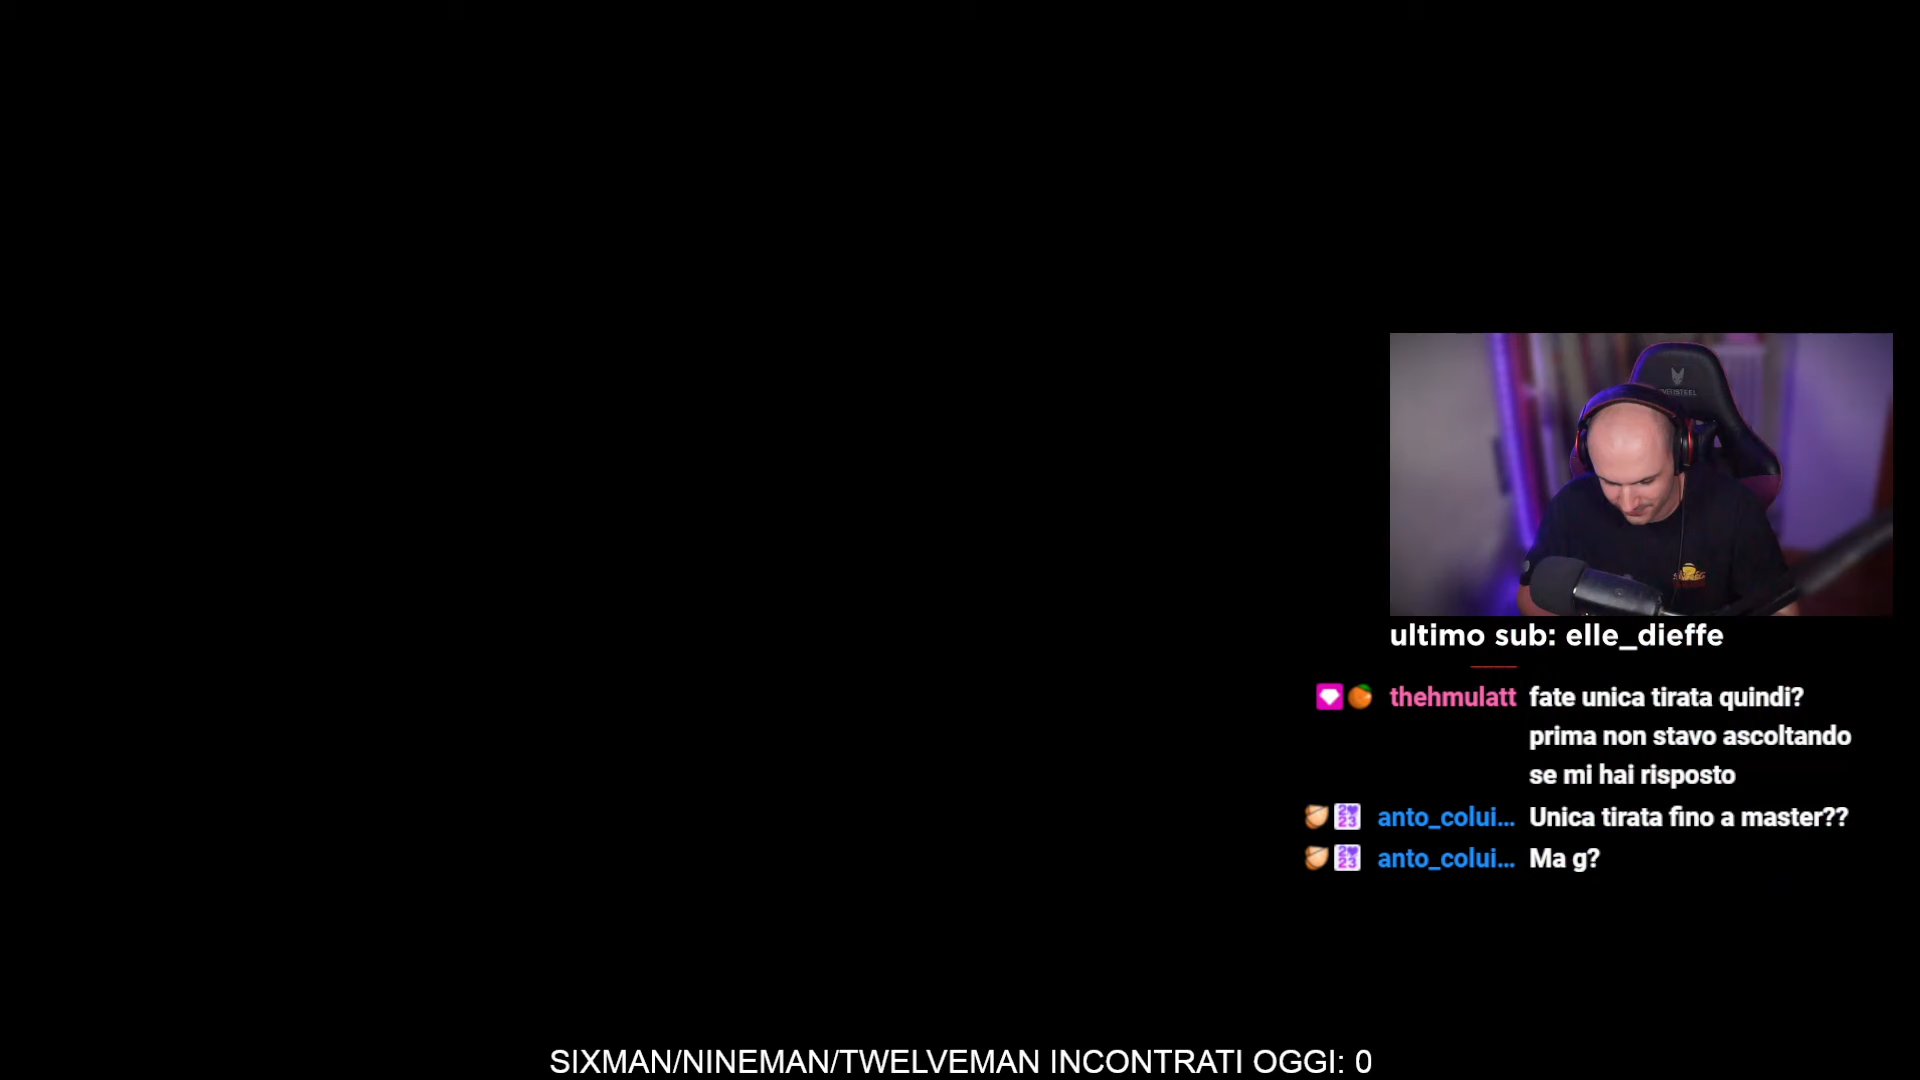 ultimo sub: elle_dieffe
thehmulatt fate unica tirata quindi?
prima non stavo ascoltando
se mi hai risposto
anto_colui... Unica tirata fino a master??
anto_colui... Ma g?
SIXMAN/NINEMAN/TWELVEMAN INCONTRATI OGGI: 0